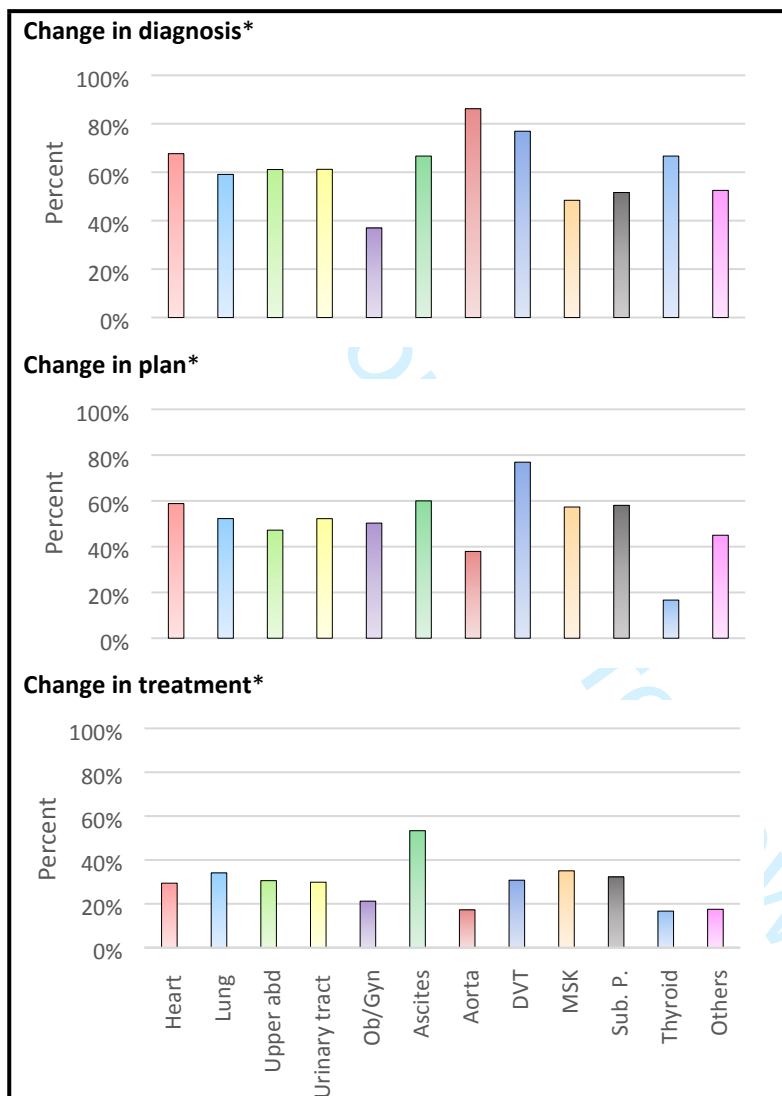 Change in diagnosis*
100%
80%
60%
40%
20%
0%
Percent
Change in plan*
100%
80%
60%
40%
20%
0%
Percent
Change in treatment*
100%
80%
60%
40%
20%
0%
Percent
Heart
Lung
Upper abd
Urinary tract
Ob/Gyn
Ascites
Aorta
DVT
MSK
Sub. P.
Thyroid
Others